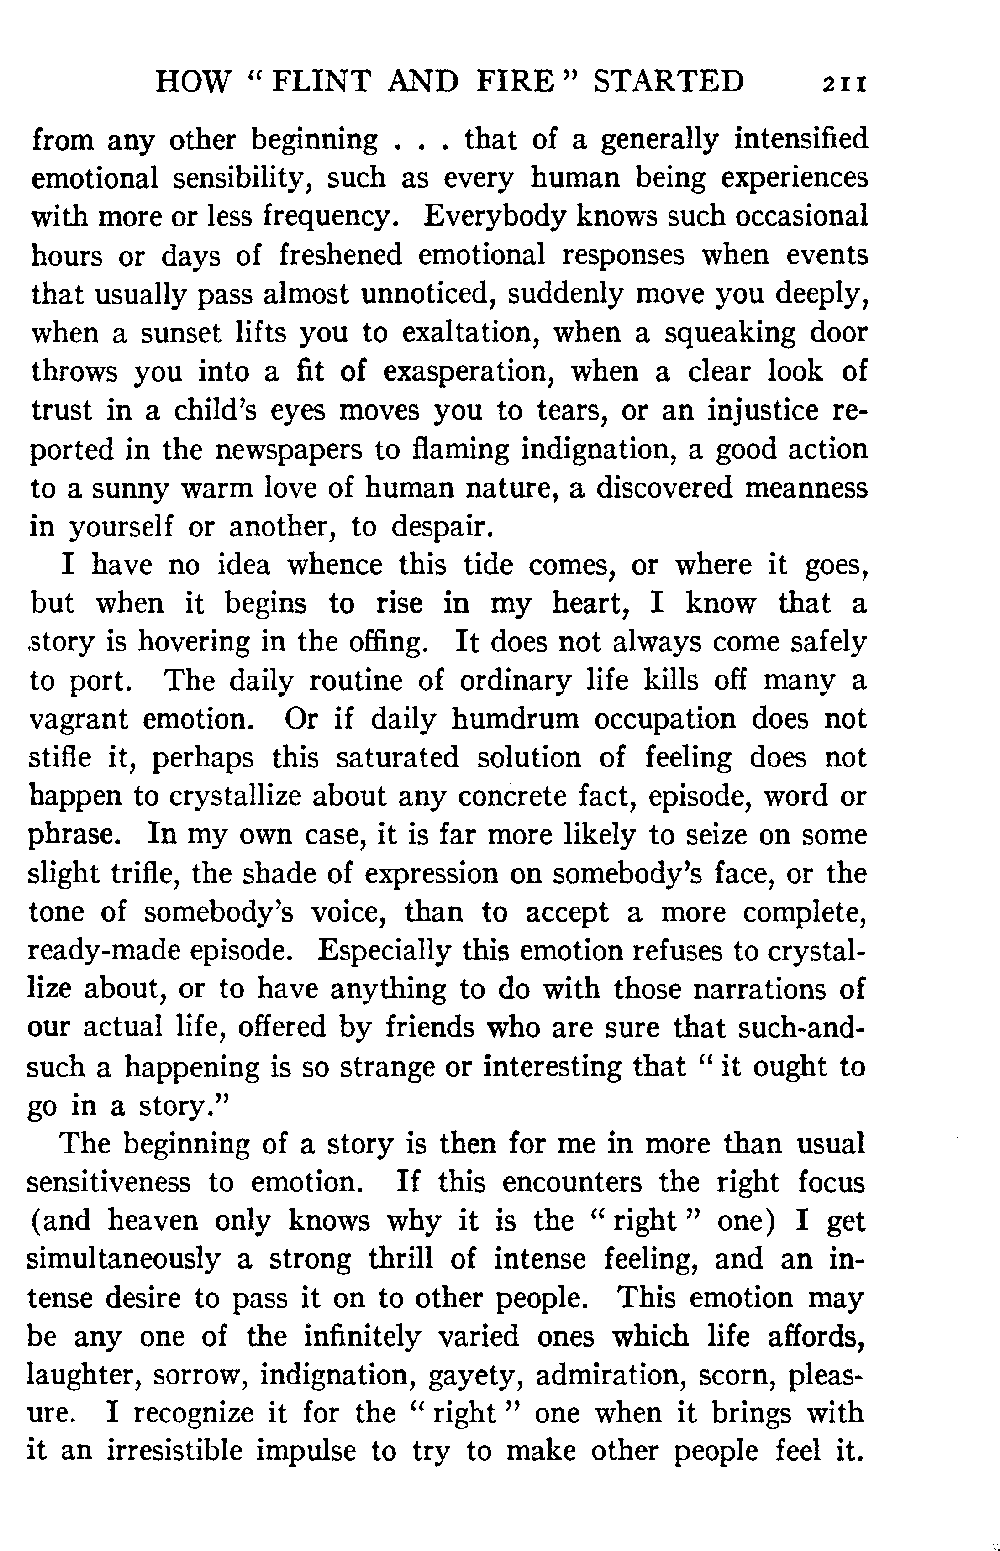 HOW " FLINT AND FIRE " STARTED 211
from any other beginning . . . that of a generally intensified
emotional sensibility, such as every human being experiences
with more or less frequency. Everybody knows such occasional
hours or days of freshened emotional responses when events
that usually pass almost unnoticed, suddenly move you deeply,
when a sunset lifts you to exaltation, when a squeaking door
throws you into a fit of exasperation, when a clear look of
trust in a child's eyes moves you to tears, or an injustice re-
ported in the newspapers to flaming indignation, a good action
to a sunny warm love of human nature, a discovered meanness
in yourself or another, to despair.
I have no idea whence this tide comes, or where it goes,
but when it begins to rise in my heart, I know that a
story is hovering in the offing. It does not always come safely
to port. The daily routine of ordinary life kills off many a
vagrant emotion. Or if daily humdrum occupation does not
stifle it, perhaps this saturated solution of feeling does not
happen to crystallize about any concrete fact, episode, word or
phrase. In my own case, it is far more likely to seize on some
slight trifle, the shade of expression on somebody's face, or the
tone of somebody's voice, than to accept a more complete,
ready-made episode. Especially this emotion refuses to crystal-
lize about, or to have anything to do with those narrations of
our actual life, offered by friends who are sure that such-and-
such a happening is so strange or interesting that " it ought to
go in a story."
The beginning of a story is then for me in more than usual
sensitiveness to emotion. If this encounters the right focus
(and heaven only knows why it is the " right " one) I get
simultaneously a strong thrill of intense feeling, and an in-
tense desire to pass it on to other people. This emotion may
be any one of the infinitely varied ones which life affords,
laughter, sorrow, indignation, gayety, admiration, scorn, pleas-
ure. I recognize it for the " right " one when it brings with
it an irresistible impulse to try to make other people feel it.